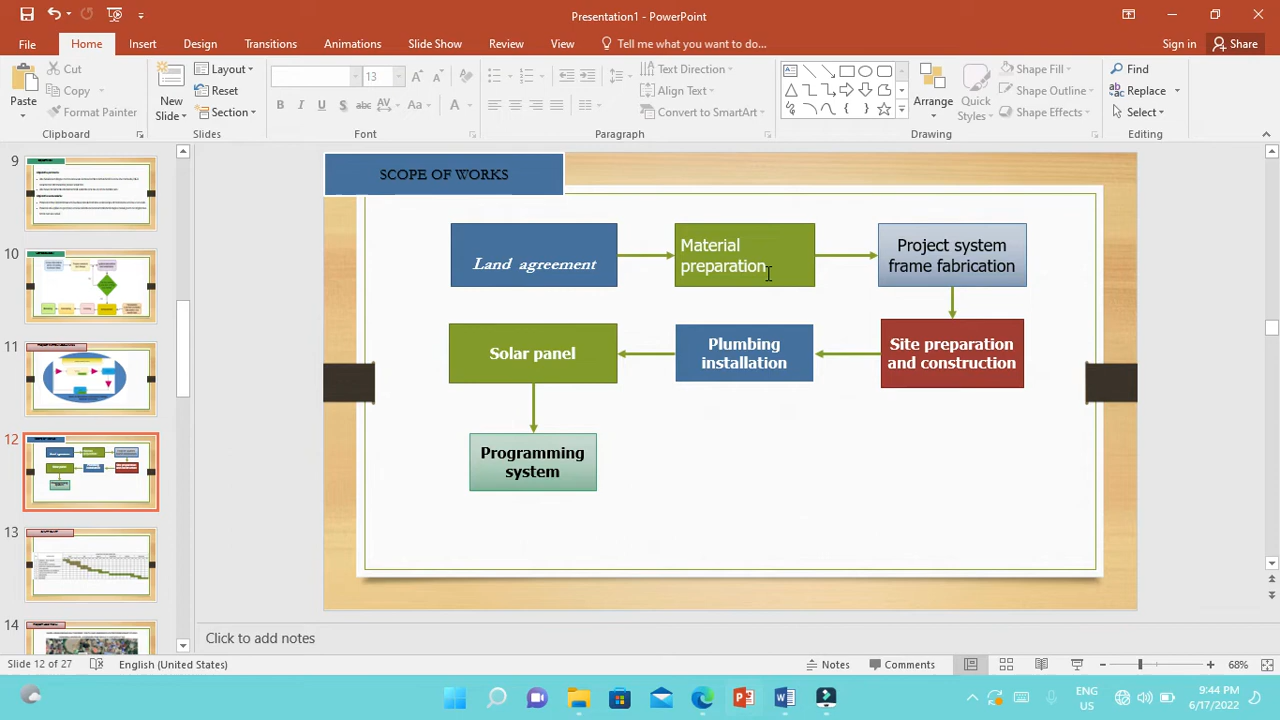 Presentation1 - PowerPoint
File Home Insert Design Transitions Animations Slide Show Review View Tell me what you want to do... Sign in Share
Paste Cut Copy Format Painter Clipboard
New Slide Layout Reset Section Slides
13 Font
Paragraph Text Direction Align Text Convert to SmartArt
Arrange Quick Styles Shape Fill Shape Outline Shape Effects Drawing
Find Replace Select Editing
9
10
11
12
13
14
SCOPE OF WORKS
Land agreement
Material
preparation
Project system
frame fabrication
Solar panel
Plumbing
installation
Site preparation
and construction
Programming
system
Click to add notes
Slide 12 of 27 English (United States) Notes Comments 68%
ENG
US
9:44 PM
6/17/2022